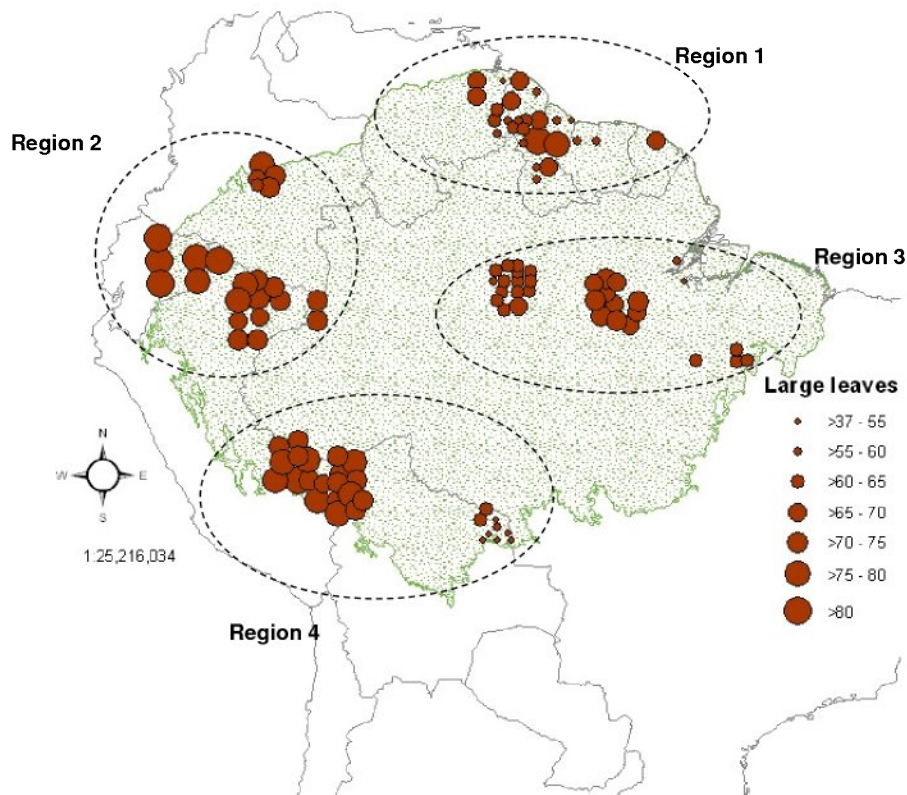 Region 1
Region 2
Region 3
Large leaves
>37 - 55
>55 - 60
>60 - 65
>65 - 70
>70 - 75
>75 - 80
>80
N
W E
S
1:25,216,034
Region 4